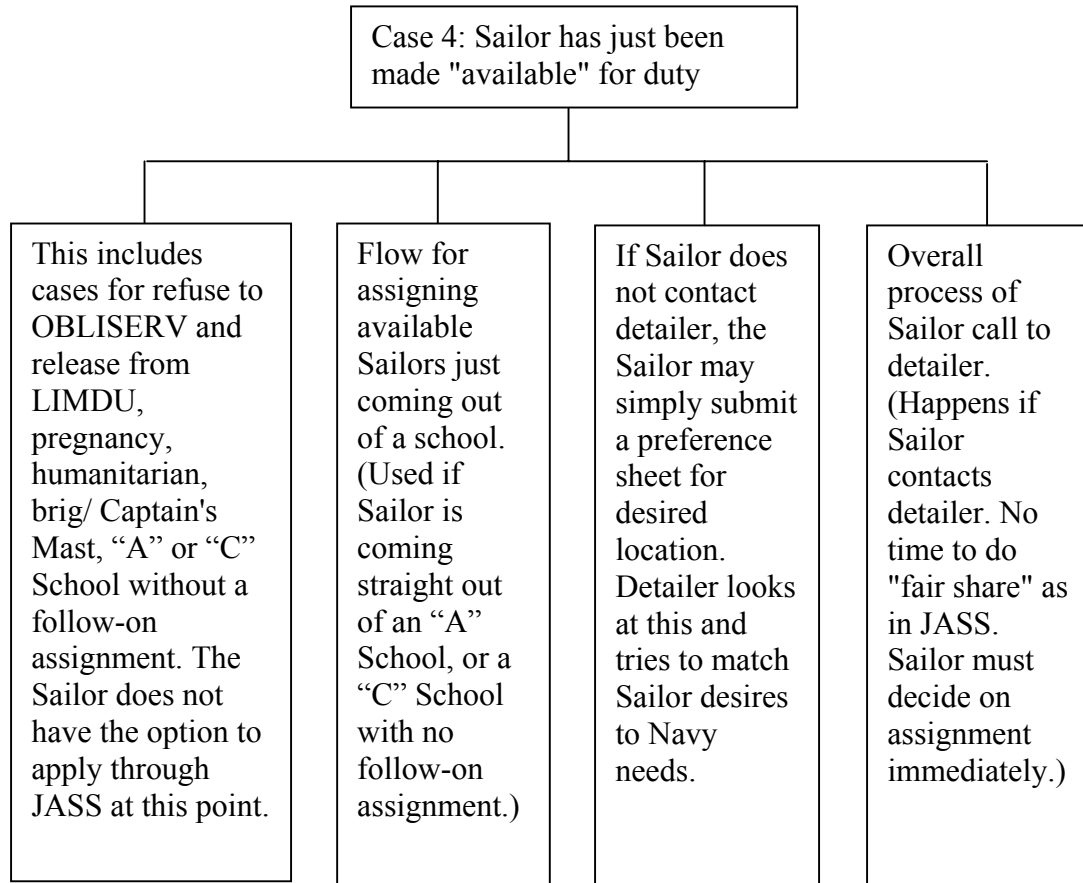 Case 4: Sailor has just been
made "available" for duty
This includes
cases for refuse to
OBLISERV and
release from
LIMDU,
pregnancy,
humanitarian,
brig/ Captain's
Mast, “A” or “C”
School without a
follow-on
assignment. The
Sailor does not
have the option to
apply through
JASS at this point.
Flow for
assigning
available
Sailors just
coming out
of a school.
(Used if
Sailor is
coming
straight out
of an “A”
School, or a
“C” School
with no
follow-on
assignment.)
If Sailor does
not contact
detailer, the
Sailor may
simply submit
a preference
sheet for
desired
location.
Detailer looks
at this and
tries to match
Sailor desires
to Navy
needs.
Overall
process of
Sailor call to
detailer.
(Happens if
Sailor
contacts
detailer. No
time to do
"fair share" as
in JASS.
Sailor must
decide on
assignment
immediately.)